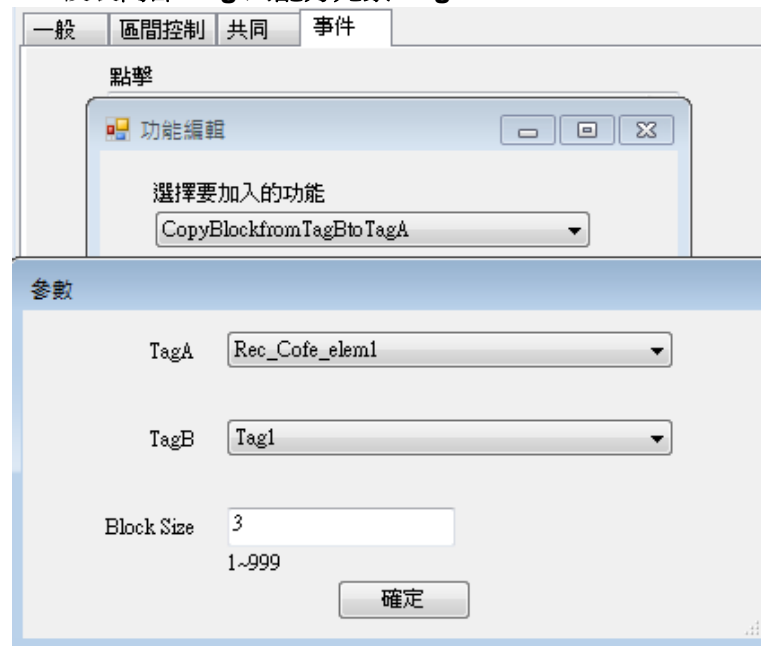 一般 區間控制 共同 事件
點擊
功能編輯
選擇要加入的功能
CopyBlockfromTagBtoTagA
參數
TagA Rec_Cofe_elem1
TagB Tag1
Block Size 3
1~999
確定